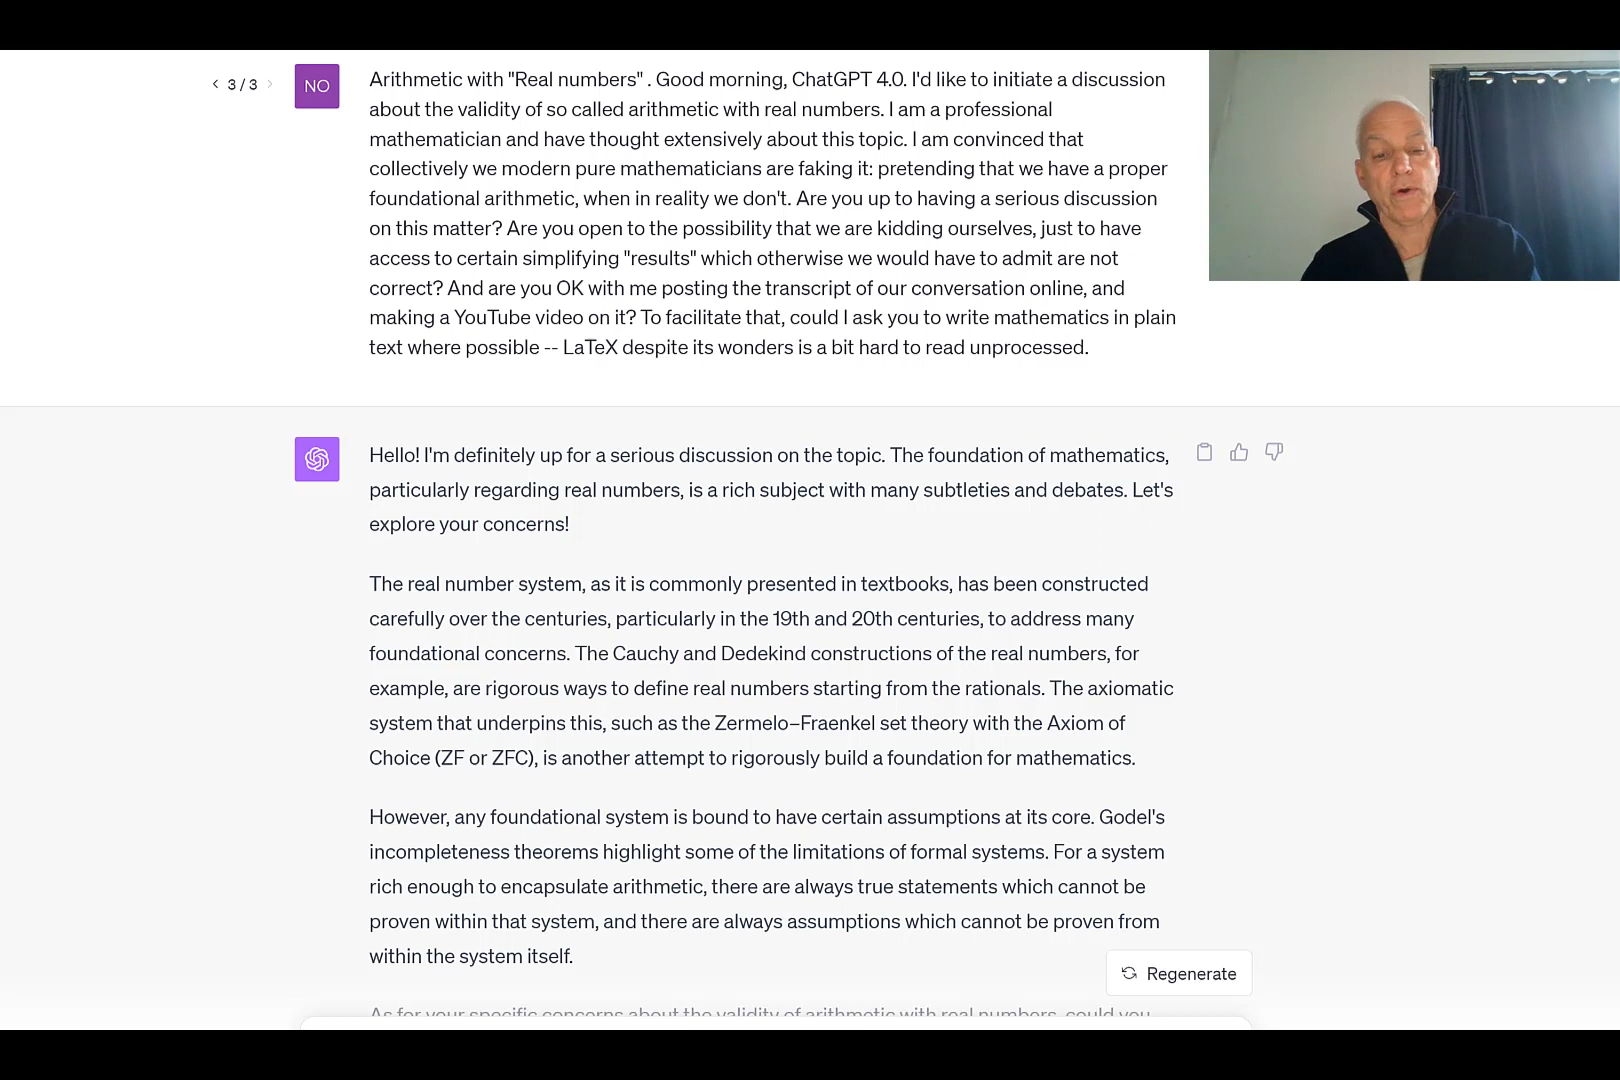 < 3 / 3 >
NO
Arithmetic with "Real numbers" . Good morning, ChatGPT 4.0. I'd like to initiate a discussion
about the validity of so called arithmetic with real numbers. I am a professional
mathematician and have thought extensively about this topic. I am convinced that
collectively we modern pure mathematicians are faking it: pretending that we have a proper
foundational arithmetic, when in reality we don't. Are you up to having a serious discussion
on this matter? Are you open to the possibility that we are kidding ourselves, just to have
access to certain simplifying "results" which otherwise we would have to admit are not
correct? And are you OK with me posting the transcript of our conversation online, and
making a YouTube video on it? To facilitate that, could I ask you to write mathematics in plain
text where possible -- LaTeX despite its wonders is a bit hard to read unprocessed.
Hello! I'm definitely up for a serious discussion on the topic. The foundation of mathematics,
particularly regarding real numbers, is a rich subject with many subtleties and debates. Let's
explore your concerns!
The real number system, as it is commonly presented in textbooks, has been constructed
carefully over the centuries, particularly in the 19th and 20th centuries, to address many
foundational concerns. The Cauchy and Dedekind constructions of the real numbers, for
example, are rigorous ways to define real numbers starting from the rationals. The axiomatic
system that underpins this, such as the Zermelo–Fraenkel set theory with the Axiom of
Choice (ZF or ZFC), is another attempt to rigorously build a foundation for mathematics.
However, any foundational system is bound to have certain assumptions at its core. Godel's
incompleteness theorems highlight some of the limitations of formal systems. For a system
rich enough to encapsulate arithmetic, there are always true statements which cannot be
proven within that system, and there are always assumptions which cannot be proven from
within the system itself.
Regenerate
As for your specific concerns about the validity of arithmetic with real numbers, could you